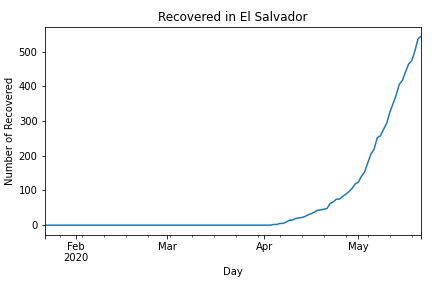 Recovered in El Salvador
Number of Recovered
500
400
300
200
100
0
Feb
2020
Mar
Apr
May
Day